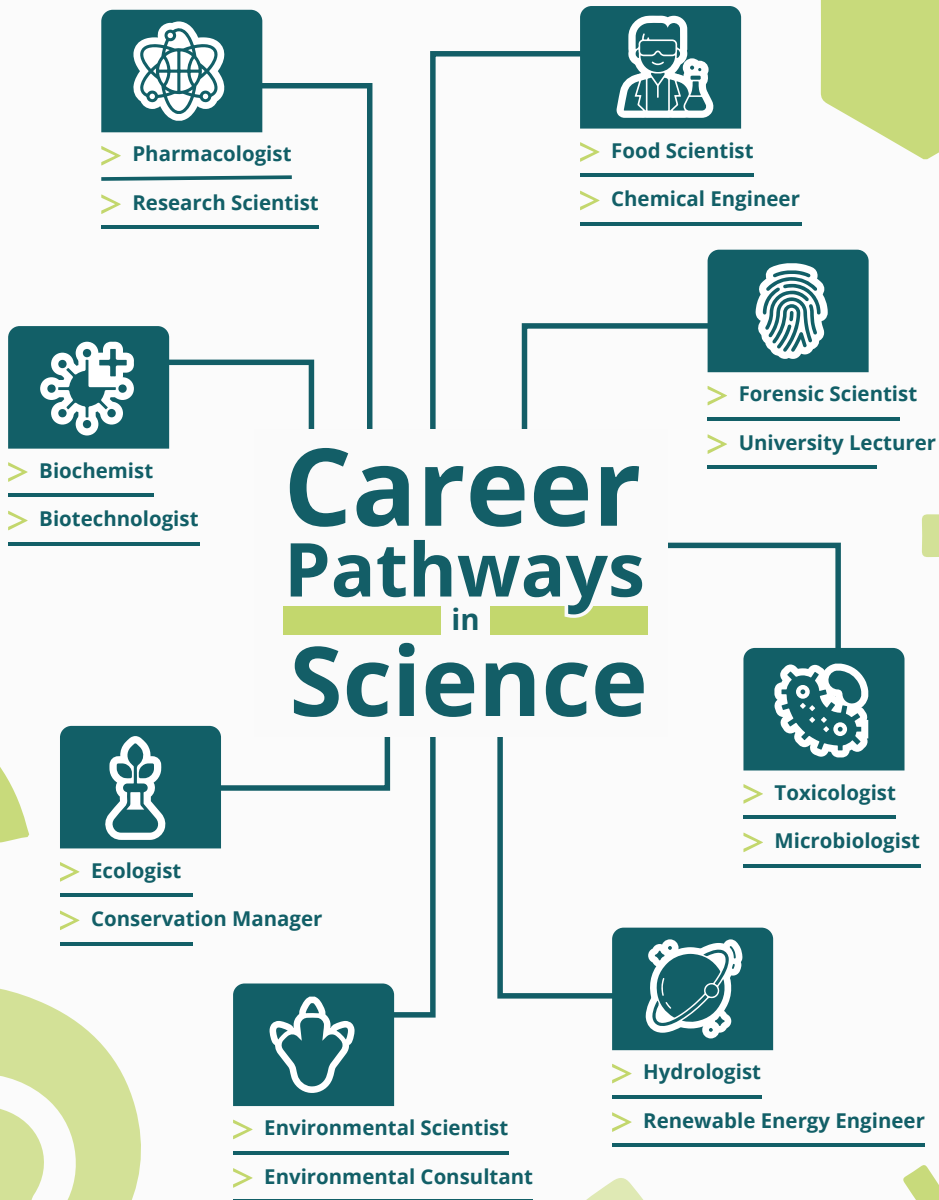 Pharmacologist
Research Scientist
Food Scientist
Chemical Engineer
Forensic Scientist
University Lecturer
Biochemist
Biotechnologist
Career
Pathways
in
Science
Toxicologist
Microbiologist
Ecologist
Conservation Manager
Hydrologist
Renewable Energy Engineer
Environmental Scientist
Environmental Consultant